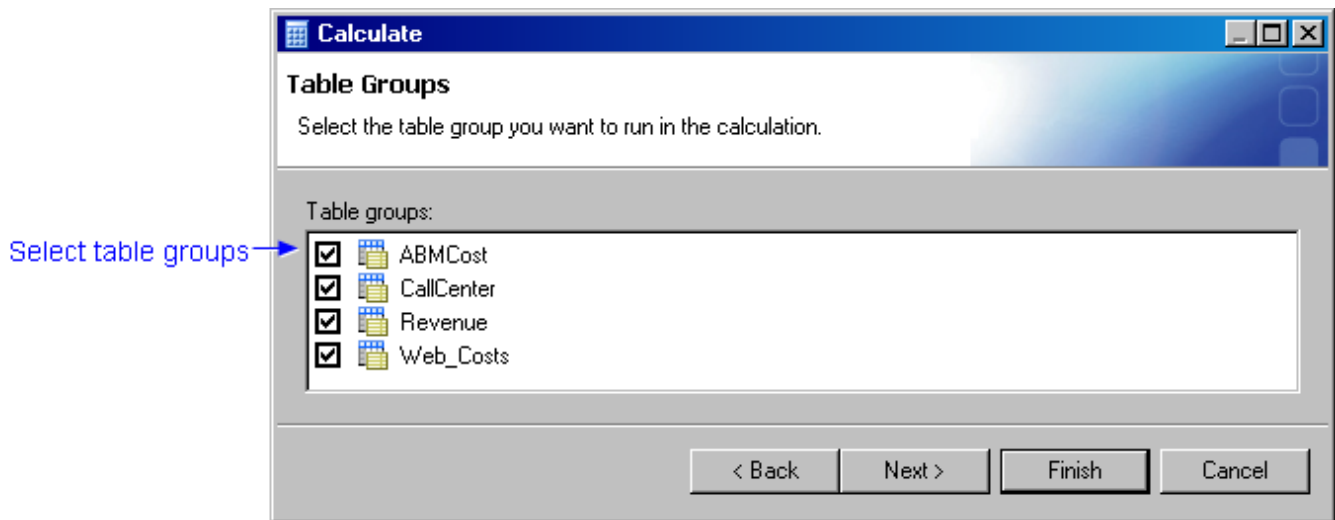 Calculate
Table Groups
Select the table group you want to run in the calculation.
Table groups:
Select table groups
ABMCost
CallCenter
Revenue
Web_Costs
< Back Next > Finish Cancel